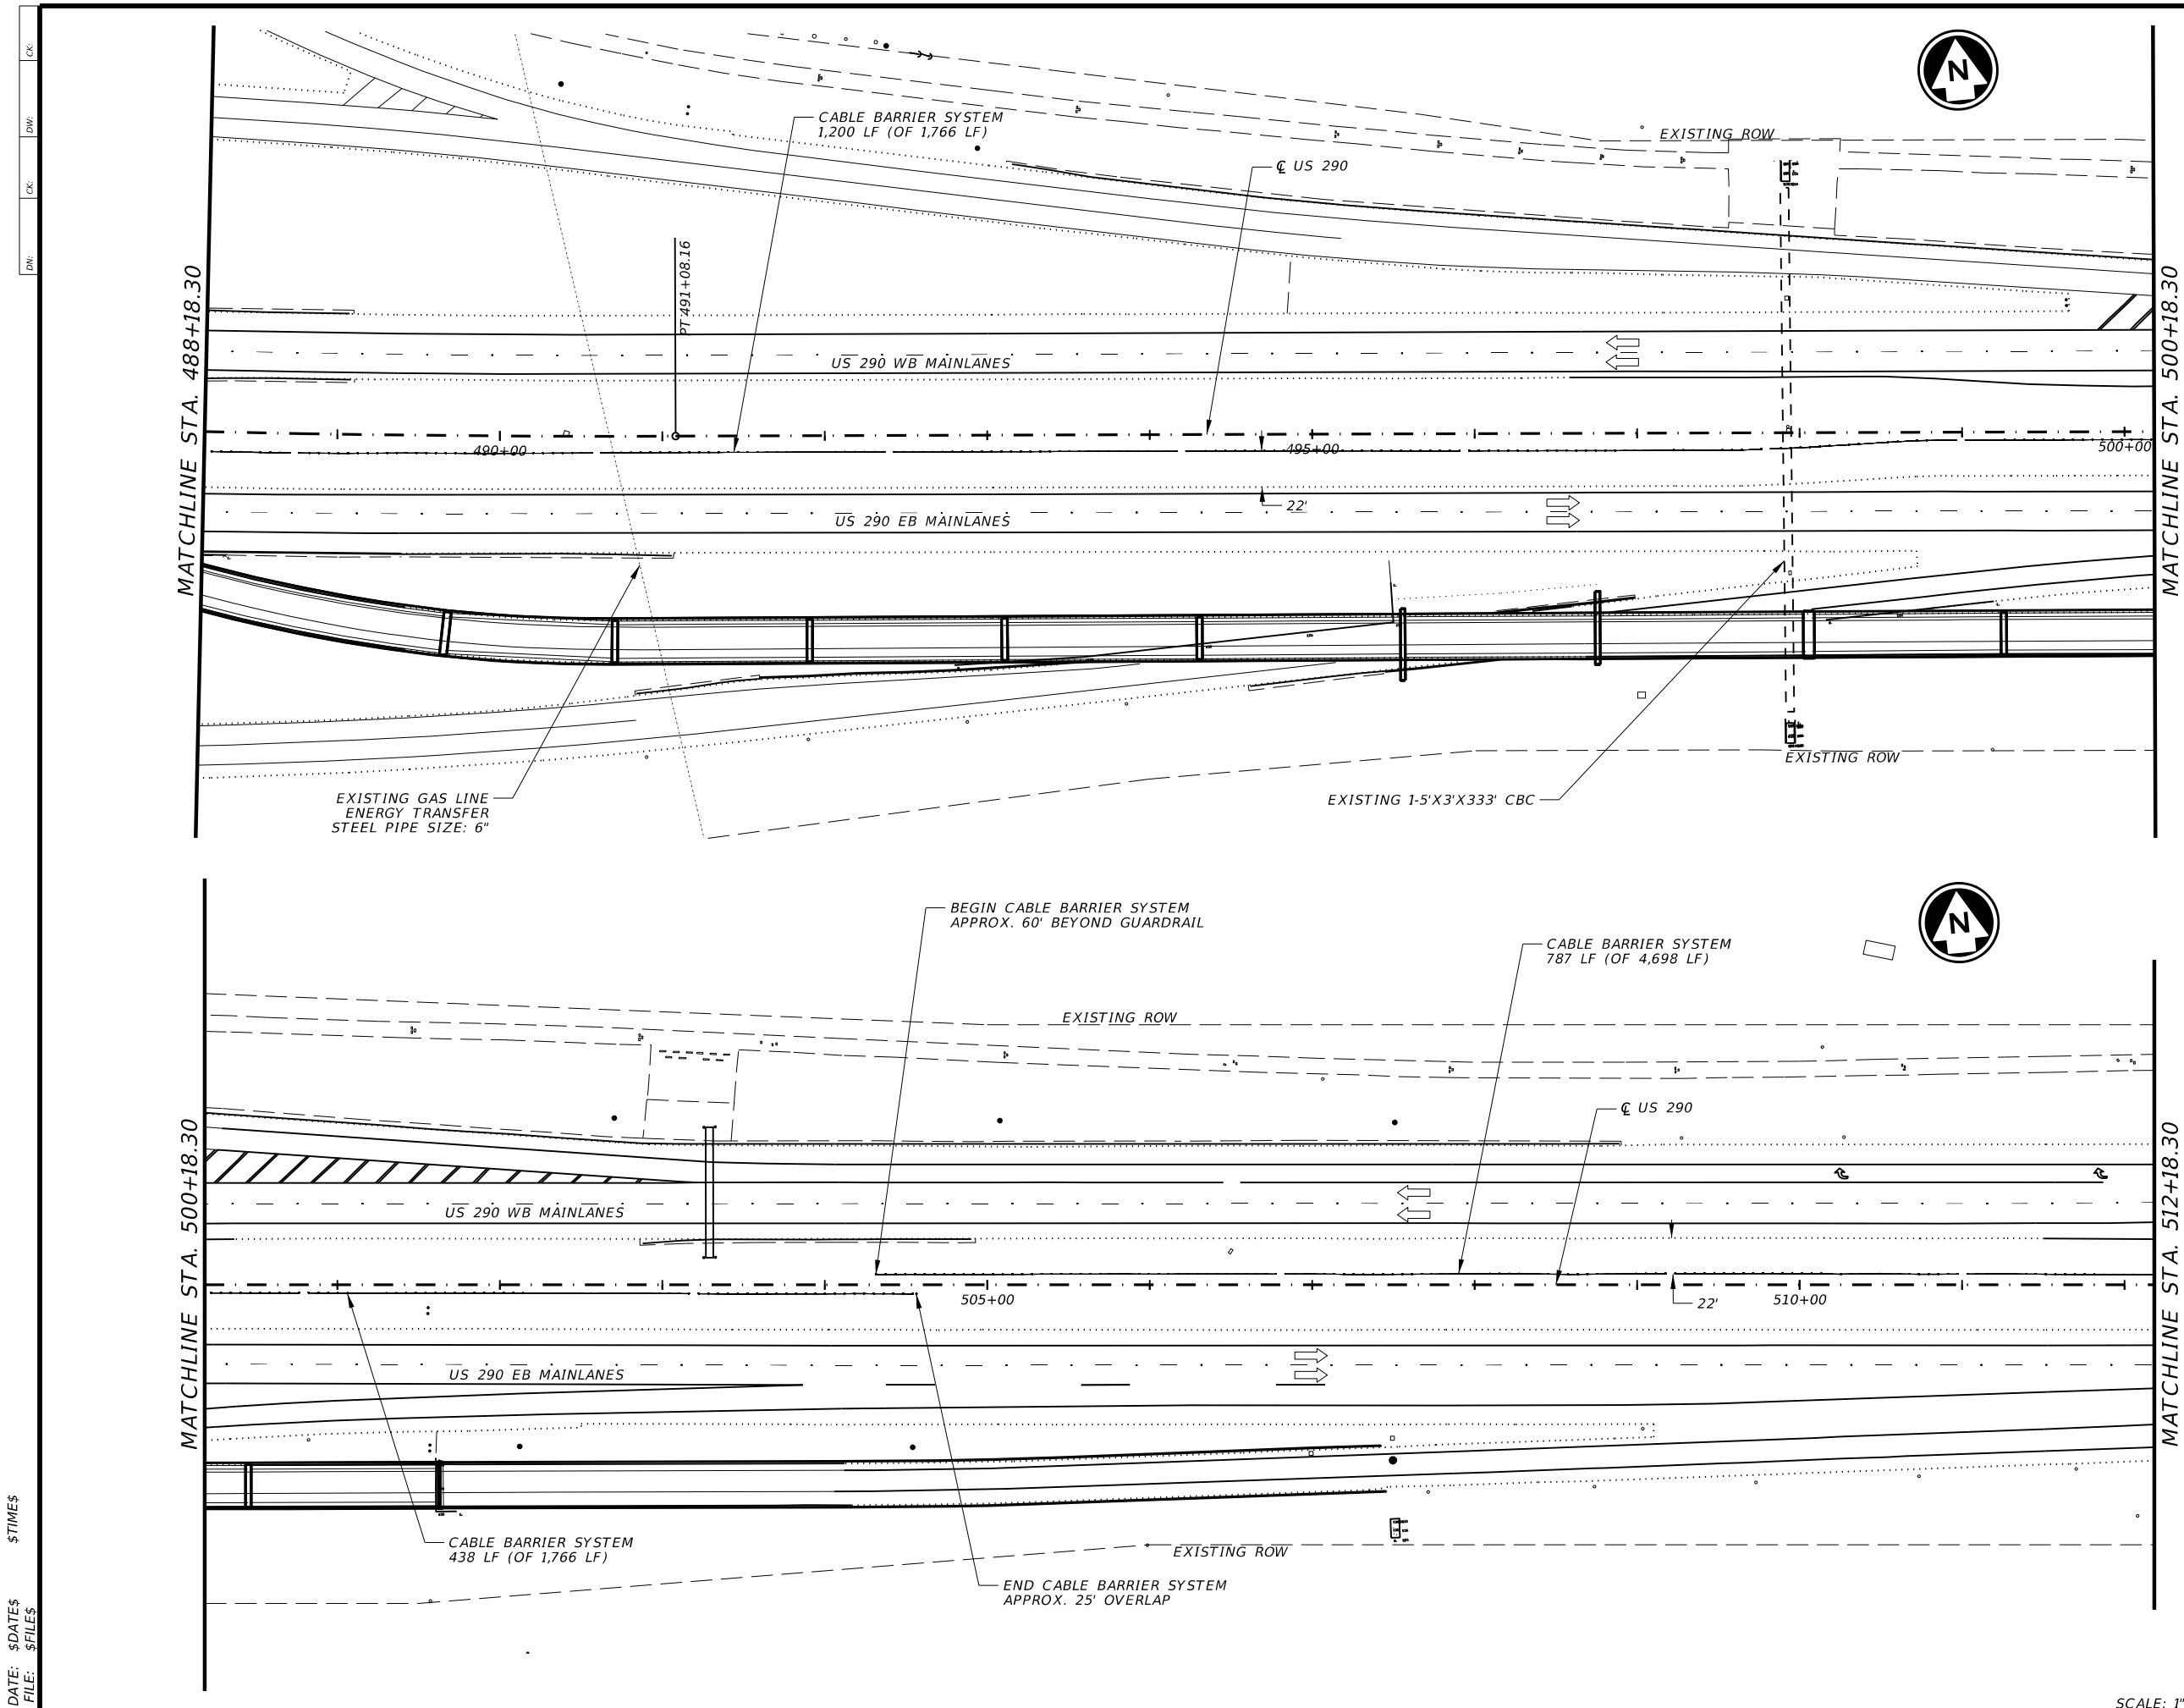 CK:
DW:
CK:
DN:
N
CABLE BARRIER SYSTEM
1,200 LF (OF 1,766 LF)
EXISTING ROW
℄ US 290
PT 491+08.16
MATCHLINE STA. 488+18.30
MATCHLINE STA. 500+18.30
US 290 WB MAINLANES
490+00
495+00
500+00
22'
US 290 EB MAINLANES
EXISTING ROW
EXISTING GAS LINE
ENERGY TRANSFER
STEEL PIPE SIZE: 6"
EXISTING 1-5'X3'X333' CBC
BEGIN CABLE BARRIER SYSTEM
APPROX. 60' BEYOND GUARDRAIL
N
CABLE BARRIER SYSTEM
787 LF (OF 4,698 LF)
EXISTING ROW
℄ US 290
MATCHLINE STA. 500+18.30
MATCHLINE STA. 512+18.30
US 290 WB MAINLANES
505+00
510+00
22'
US 290 EB MAINLANES
CABLE BARRIER SYSTEM
438 LF (OF 1,766 LF)
EXISTING ROW
END CABLE BARRIER SYSTEM
APPROX. 25' OVERLAP
DATE: $DATE$ $TIME$
FILE: $FILE$
SCALE: